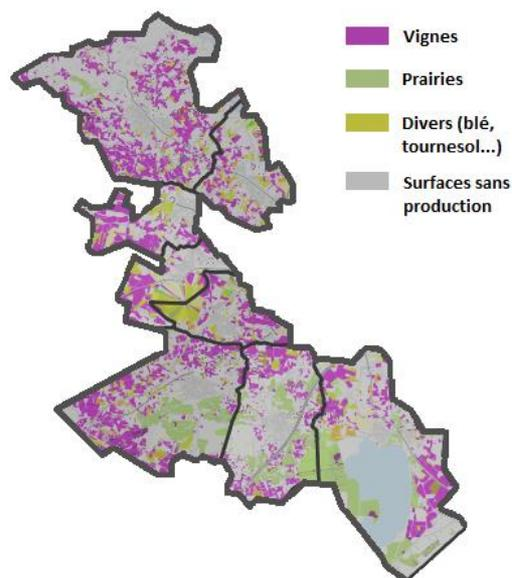 Vignes
Prairies
Divers (blé,
tournesol...)
Surfaces sans
production